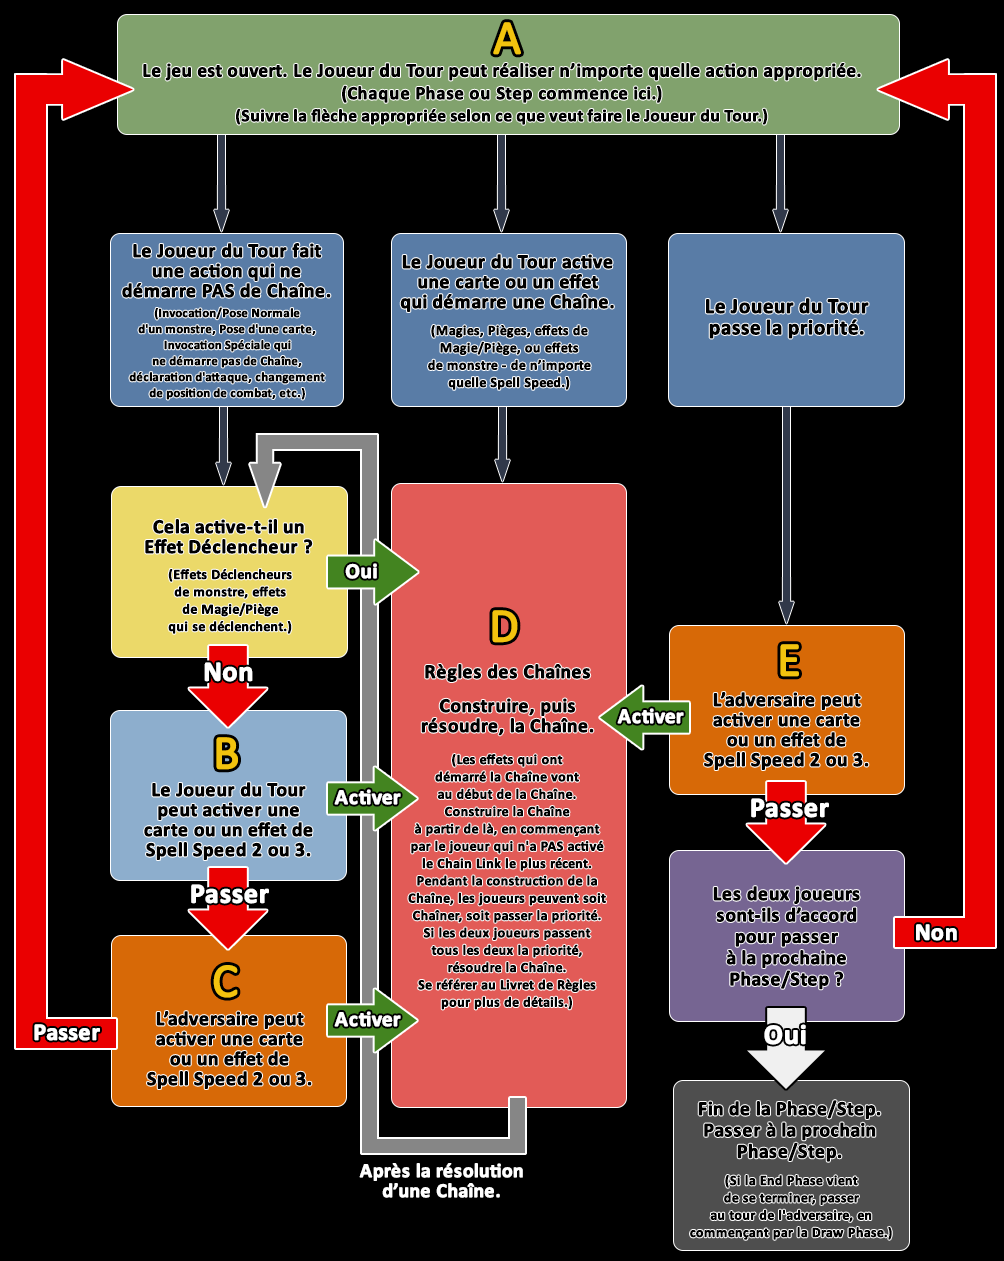 A
Le jeu est ouvert. Le Joueur du Tour peut réaliser n’importe quelle action appropriée.
(Chaque Phase ou Step commence ici.)
(Suivre la flèche appropriée selon ce que veut faire le Joueur du Tour.)
Le Joueur du Tour fait
une action qui ne
démarre PAS de Chaîne.
(Invocation/Pose Normale
d'un monstre, Pose d'une carte,
Invocation Spéciale qui
ne démarre pas de Chaîne,
déclaration d'attaque, changement
de position de combat, etc.)
Le Joueur du Tour active
une carte ou un effet
qui démarre une Chaîne.
(Magies, Pièges, effets de
Magie/Piège, ou effets
de monstre - de n’importe
quelle Spell Speed.)
Le Joueur du Tour
passe la priorité.
Cela active-t-il un
Effet Déclencheur ?
(Effets Déclencheurs
de monstre, effets
de Magie/Piège
qui se déclenchent.)
Oui
Non
B
Le Joueur du Tour
peut activer une
carte ou un effet de
Spell Speed 2 ou 3.
Activer
Passer
C
L’adversaire peut
activer une carte
ou un effet de
Spell Speed 2 ou 3.
Activer
Passer
D
Règles des Chaînes
Construire, puis
résoudre, la Chaîne.
(Les effets qui ont
démarré la Chaîne vont
au début de la Chaîne.
Construire la Chaîne
à partir de là, en commençant
par le joueur qui n'a PAS activé
le Chain Link le plus récent.
Pendant la construction de la
Chaîne, les joueurs peuvent soit
Chaîner, soit passer la priorité.
Si les deux joueurs passent
tous les deux la priorité,
résoudre la Chaîne.
Se référer au Livret de Règles
pour plus de détails.)
Après la résolution
d’une Chaîne.
E
L’adversaire peut
activer une carte
ou un effet de
Spell Speed 2 ou 3.
Activer
Passer
Les deux joueurs
sont-ils d’accord
pour passer
à la prochaine
Phase/Step ?
Non
Oui
Fin de la Phase/Step.
Passer à la prochain
Phase/Step.
(Si la End Phase vient
de se terminer, passer
au tour de l'adversaire, en
commençant par la Draw Phase.)